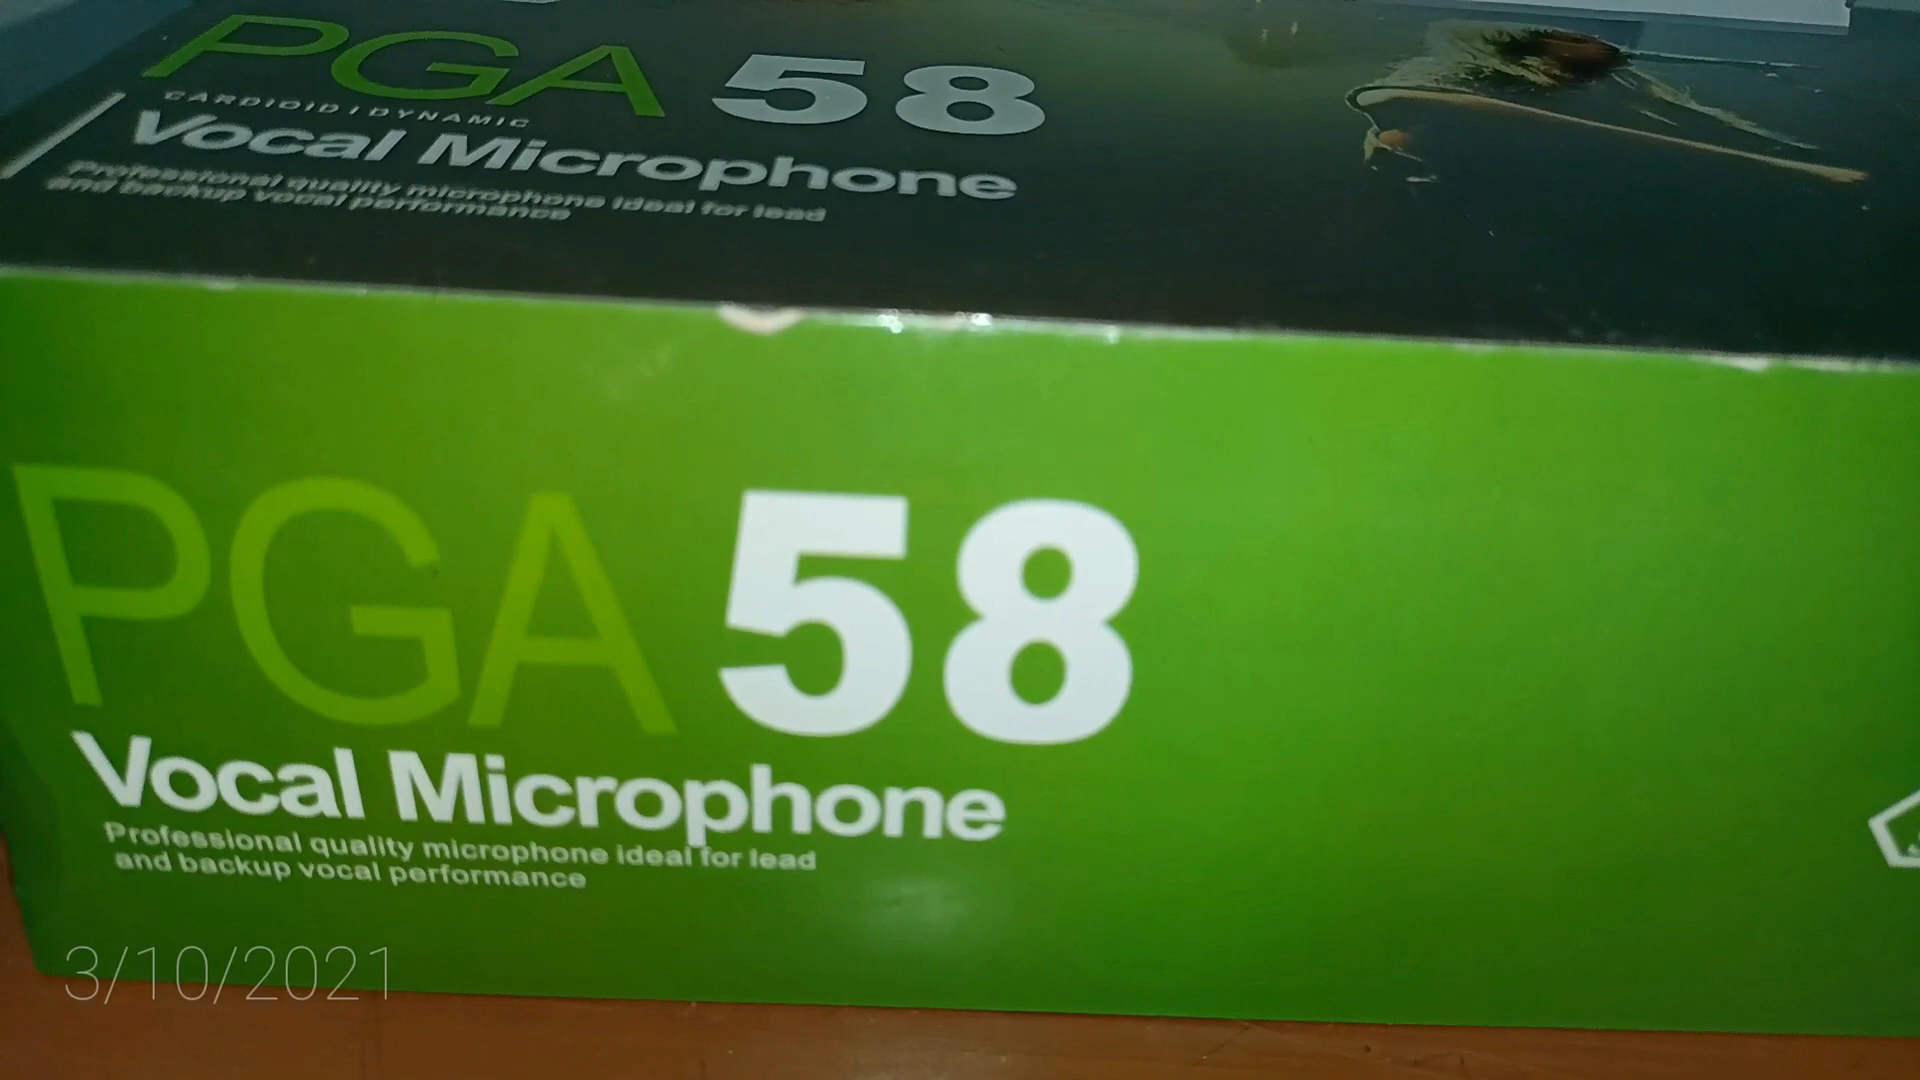 PGA 58
CARDIOID / DYNAMIC
Vocal Microphone
Professional quality microphone ideal for lead
and backup vocal performance
PGA 58
Vocal Microphone
Professional quality microphone ideal for lead
and backup vocal performance
3/10/2021